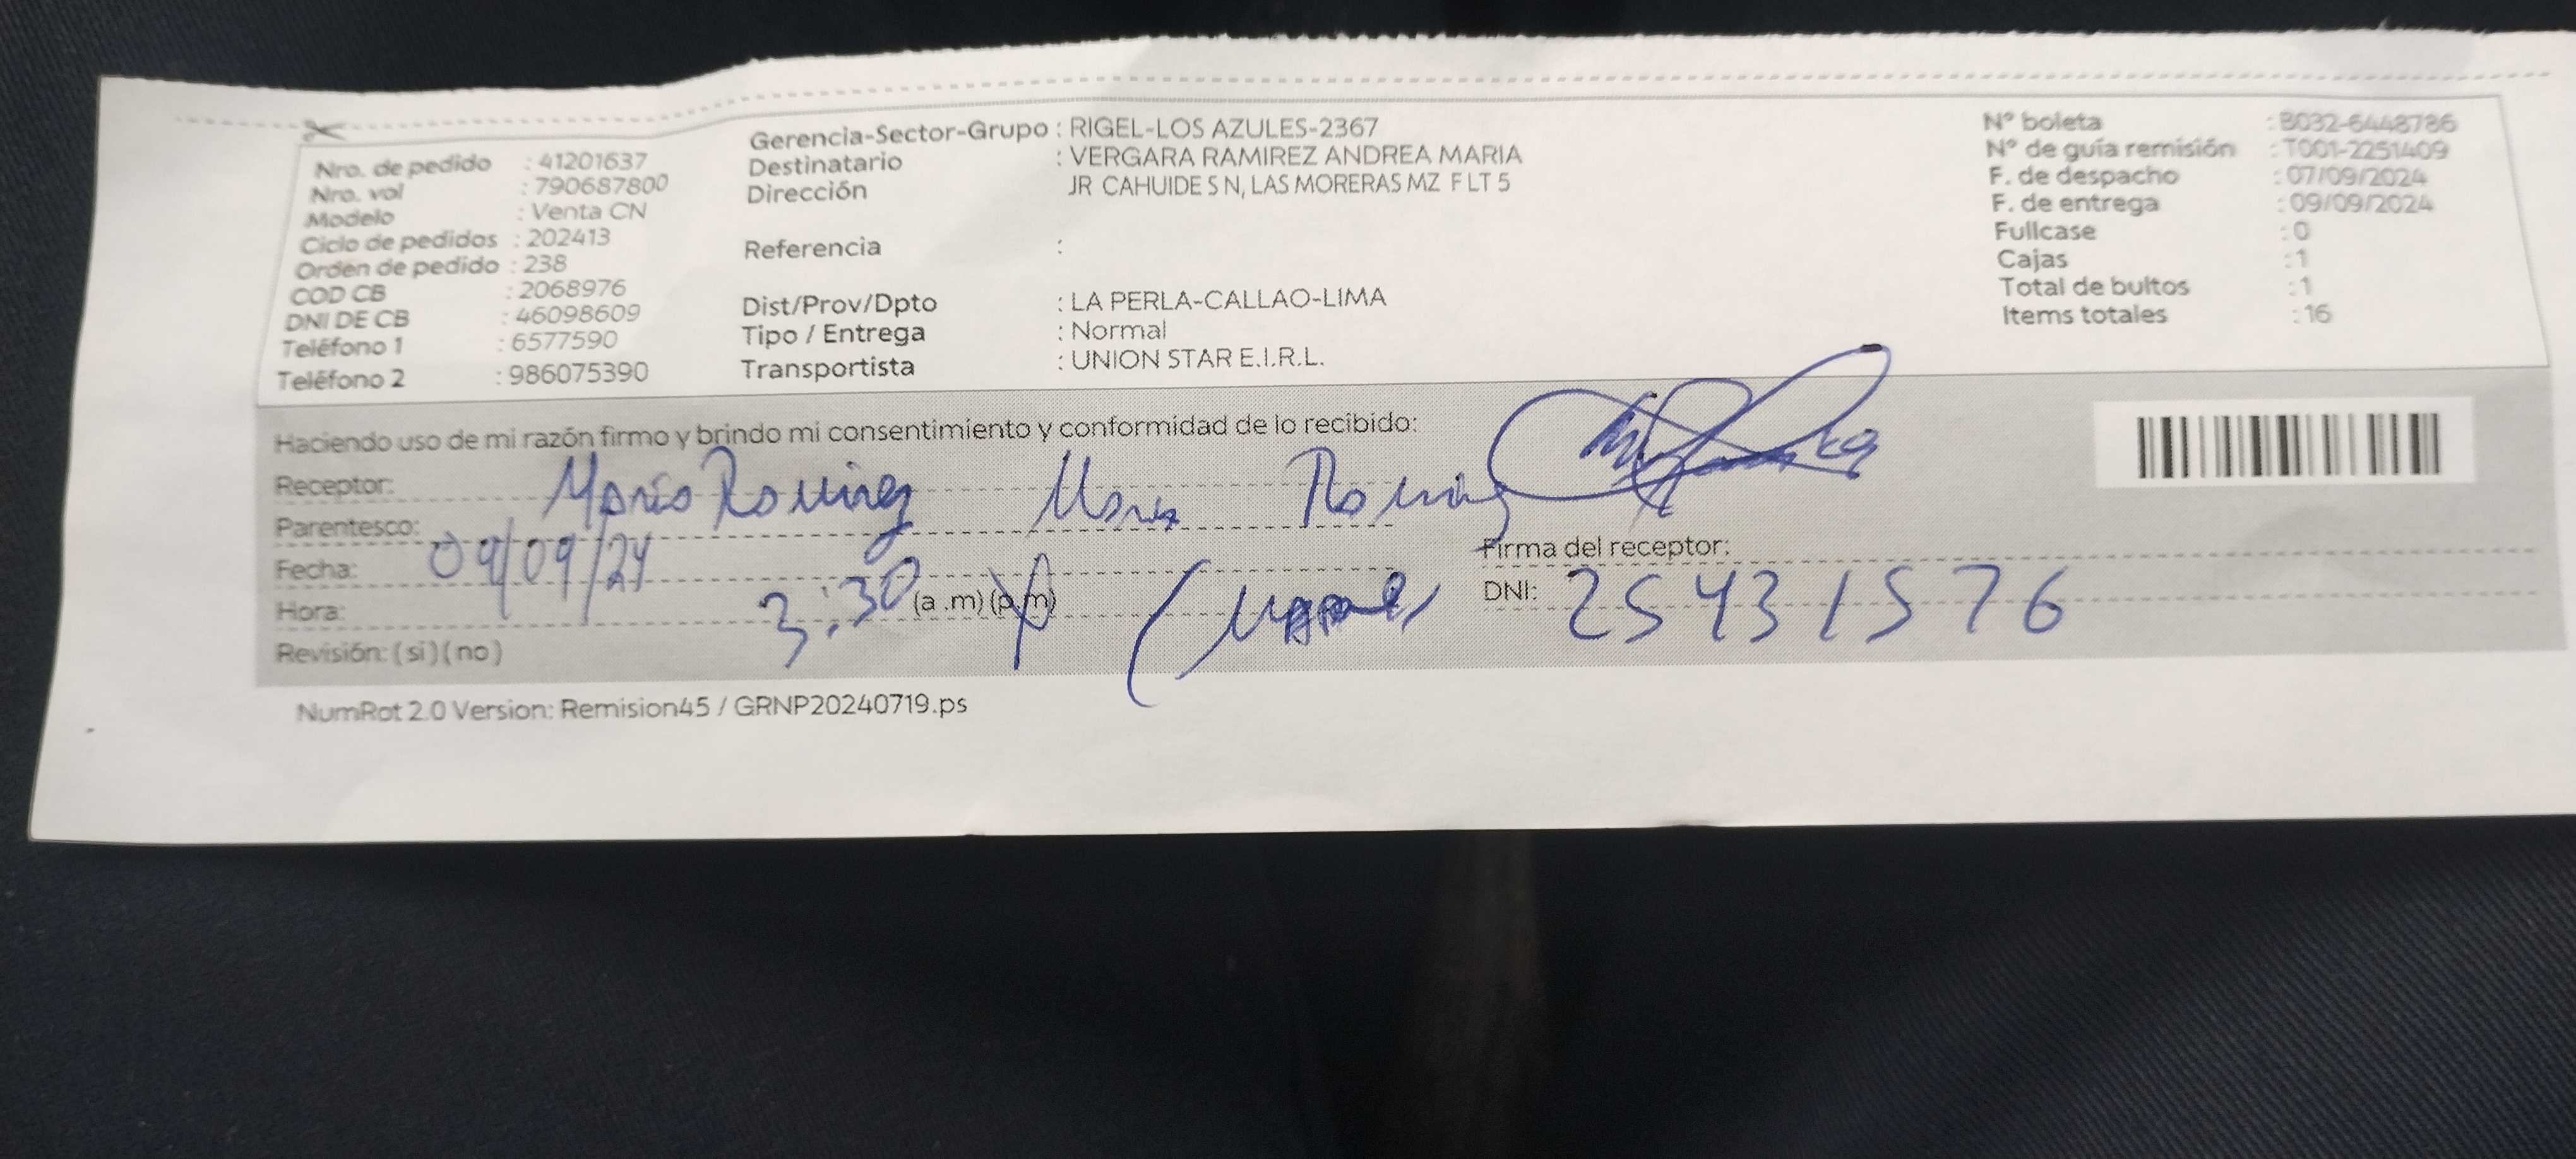 Nro. de pedido : 41201637
Nro. vol : 790687800
Modelo : Venta CN
Ciclo de pedidos : 202413
Orden de pedido : 238
COD CB : 2068976
DNI DE CB : 46098609
Teléfono 1 : 6577590
Teléfono 2 : 986075390
Gerencia-Sector-Grupo : RIGEL-LOS AZULES-2367
Destinatario : VERGARA RAMIREZ ANDREA MARIA
Dirección JR CAHUIDE S N, LAS MORERAS MZ F LT 5
Referencia :
Dist/Prov/Dpto : LA PERLA-CALLAO-LIMA
Tipo / Entrega : Normal
Transportista : UNION STAR E.I.R.L.
Nº boleta : B032-6448786
Nº de guía remisión : T001-2251409
F. de despacho : 07/09/2024
F. de entrega : 09/09/2024
Fullcase : 0
Cajas : 1
Total de bultos : 1
Items totales : 16
Haciendo uso de mi razón firmo y brindo mi consentimiento y conformidad de lo recibido:
Receptor: Maria Ramirez Maria Ramirez
Parentesco:
Firma del receptor:
Fecha: 09/09/24
Hora: 3:30 (a .m) (p.m)
DNI: 25431576
Revisión: ( si ) ( no )
NumRot 2.0 Version: Remision45 / GRNP20240719.ps